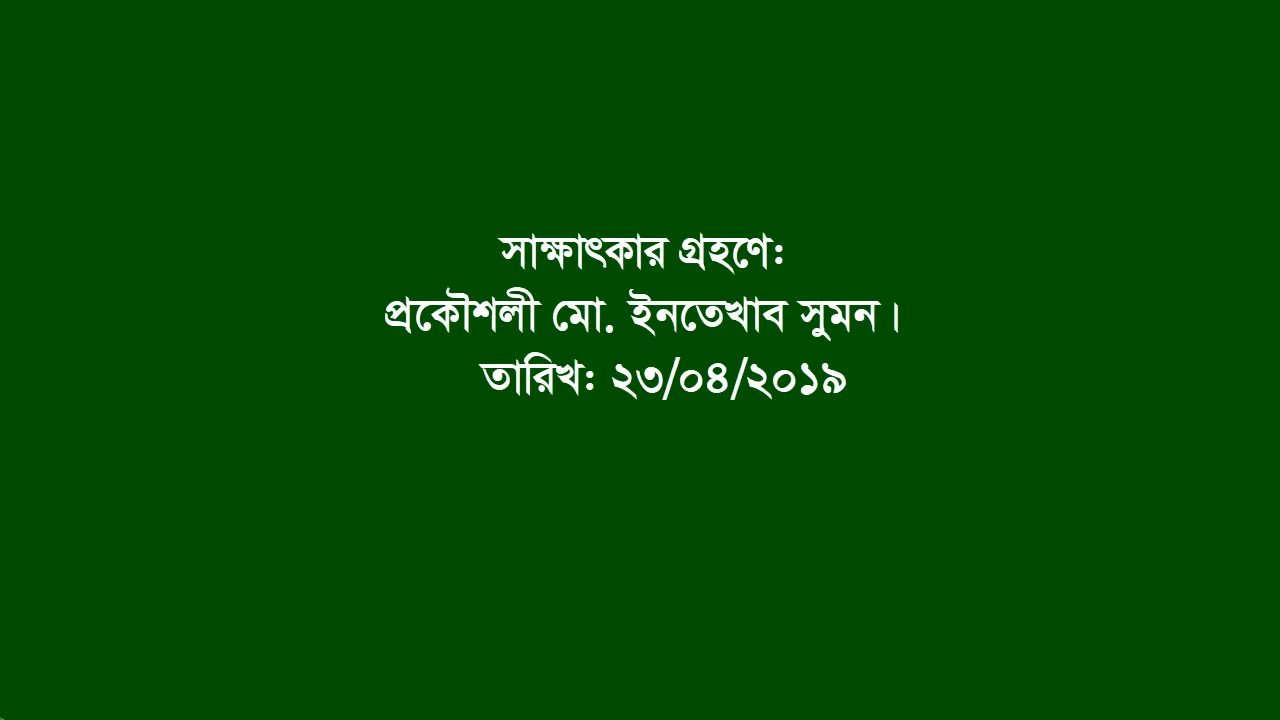 সাক্ষাৎকার গ্রহণে:
প্রকৌশলী মো. ইনতেখাব সুমন।
তারিখ: ২৩/০৪/২০১৯